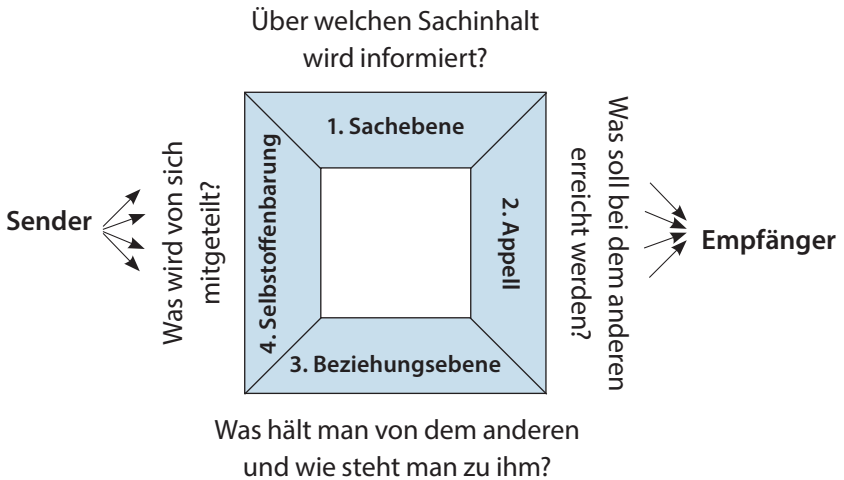 Über welchen Sachinhalt
wird informiert?
1. Sachebene
Sender
Was wird von sich
mitgeteilt?
4. Selbstoffenbarung
2. Appell
Was soll bei dem anderen
erreicht werden?
Empfänger
3. Beziehungsebene
Was hält man von dem anderen
und wie steht man zu ihm?